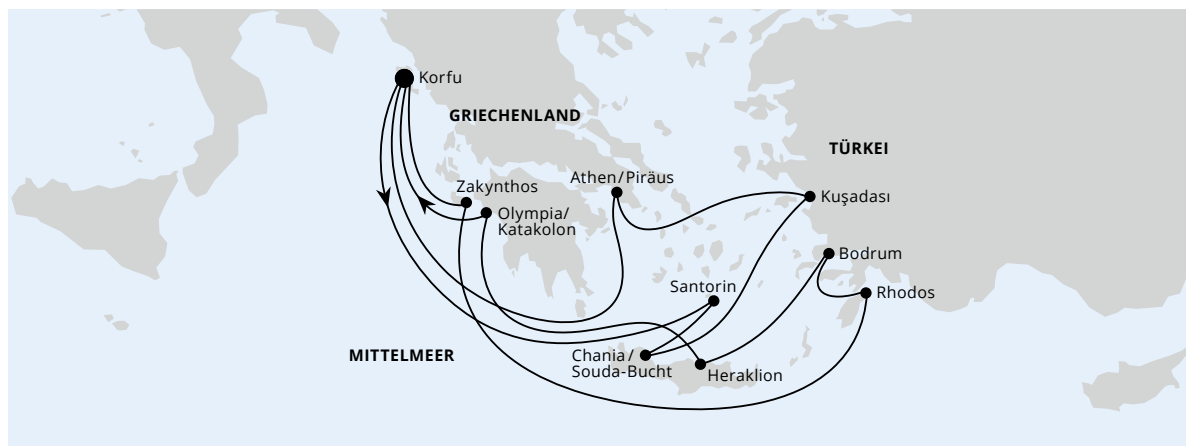 Korfu
GRIECHENLAND
TÜRKEI
Athen/Piräus
Zakynthos
Kuşadası
Olympia/
Katakolon
Bodrum
Santorin
Rhodos
MITTELMEER
Chania/
Souda-Bucht
Heraklion